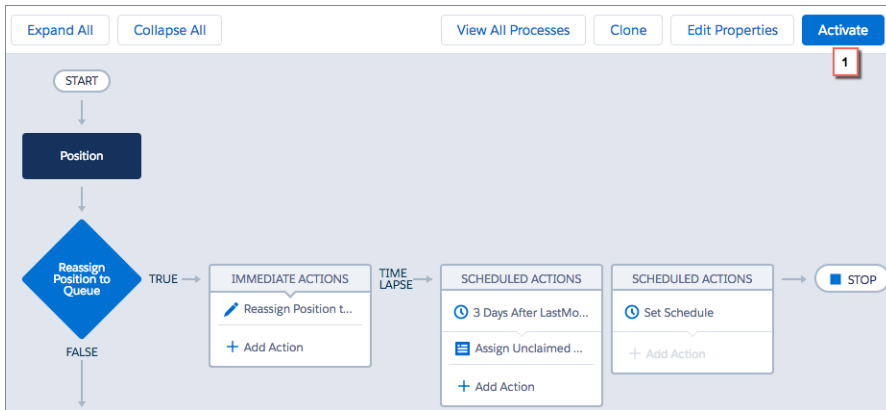 Expand All
Collapse All
View All Processes
Clone
Edit Properties
Activate
1
START
Position
Reassign
Position to
Queue
TRUE
IMMEDIATE ACTIONS
Reassign Position t...
+ Add Action
TIME
LAPSE
SCHEDULED ACTIONS
3 Days After LastMo...
Assign Unclaimed ...
+ Add Action
SCHEDULED ACTIONS
Set Schedule
+ Add Action
STOP
FALSE